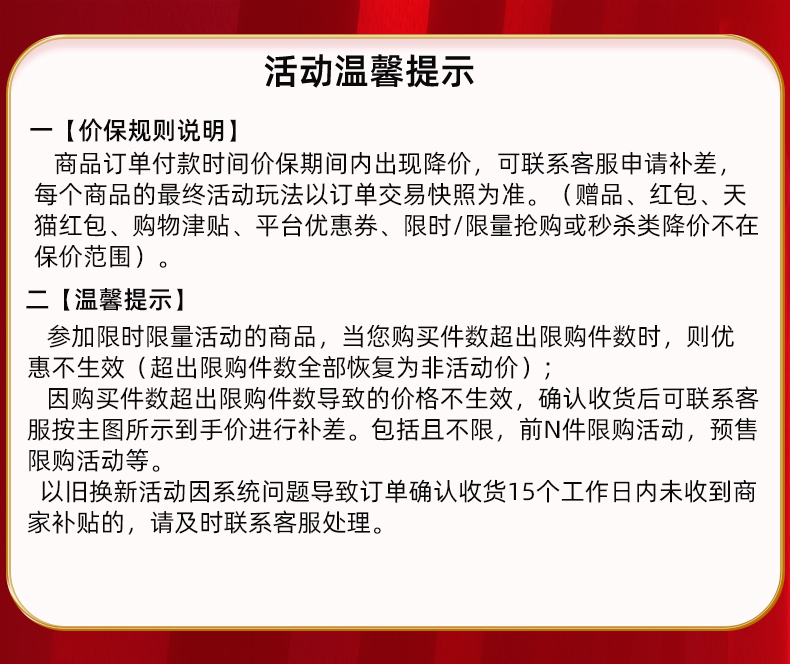 活动温馨提示
一【价保规则说明】
商品订单付款时间价保期间内出现降价，可联系客服申请补差，
每个商品的最终活动玩法以订单交易快照为准。（赠品、红包、天
猫红包、购物津贴、平台优惠券、限时/限量抢购或秒杀类降价不在
保价范围）。
二【温馨提示】
参加限时限量活动的商品，当您购买件数超出限购件数时，则优
惠不生效（超出限购件数全部恢复为非活动价）；
因购买件数超出限购件数导致的价格不生效，确认收货后可联系客
服按主图所示到手价进行补差。包括且不限，前N件限购活动，预售
限购活动等。
以旧换新活动因系统问题导致订单确认收货15个工作日内未收到商
家补贴的，请及时联系客服处理。